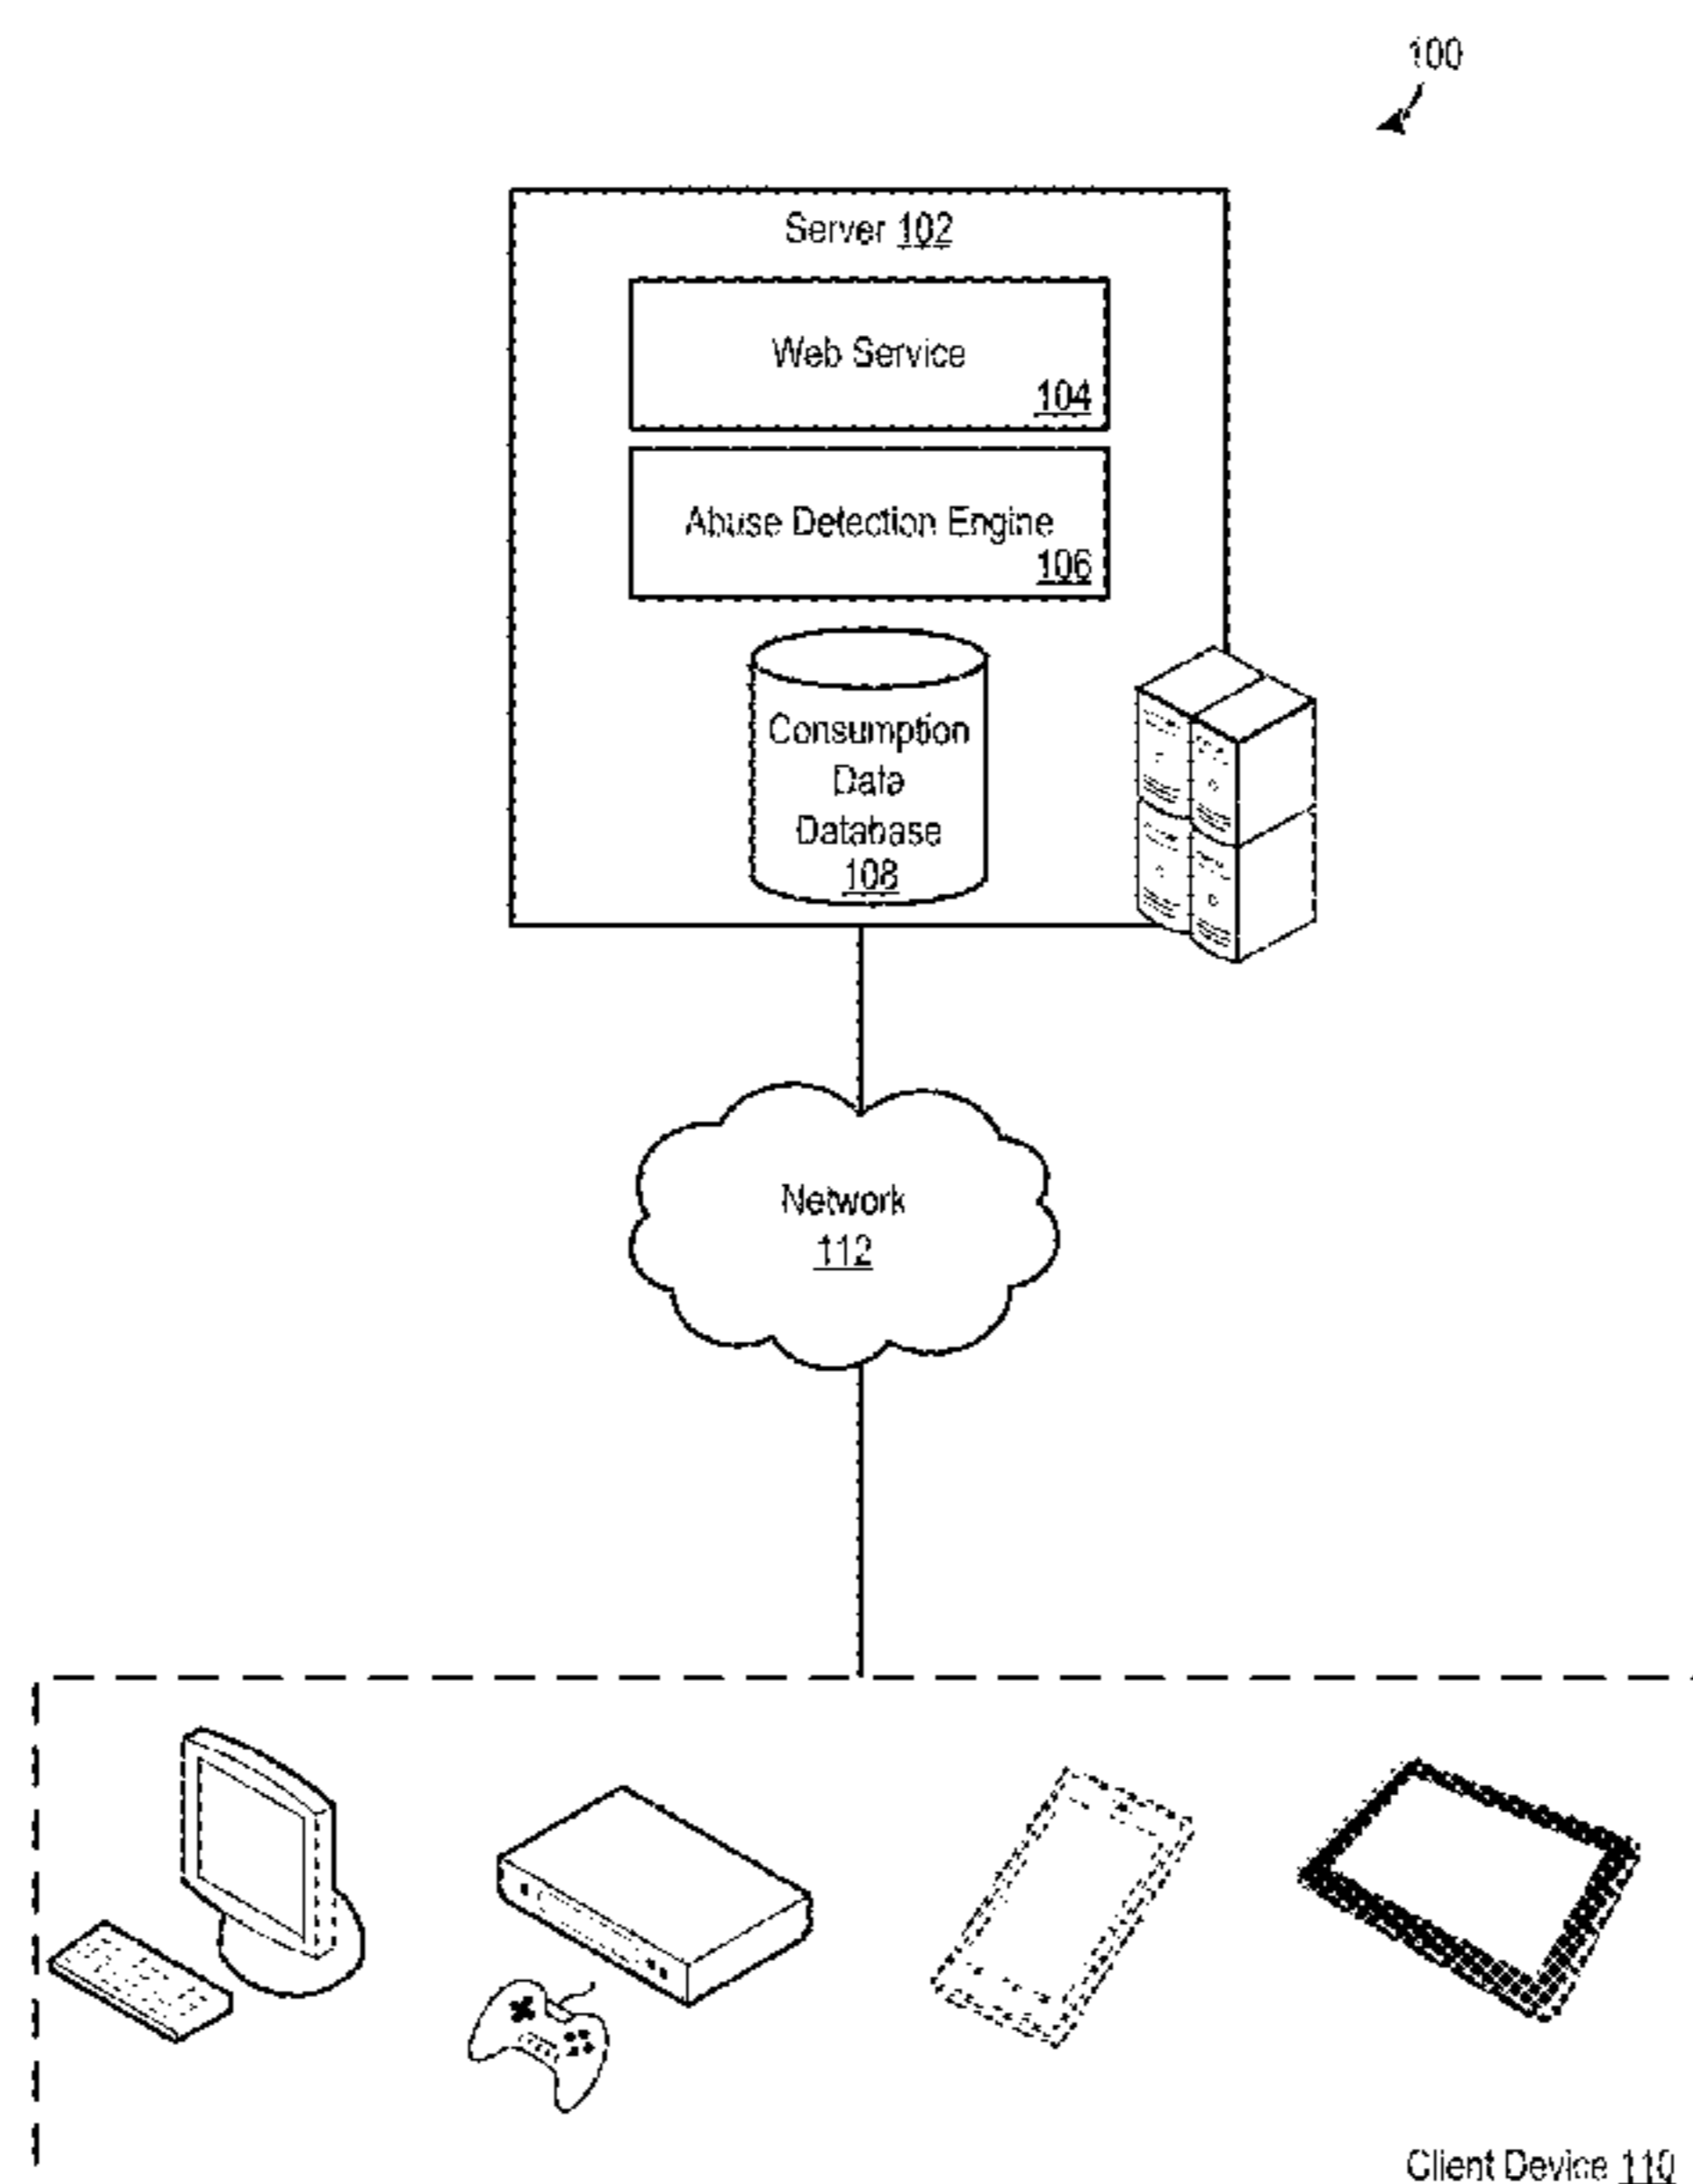 100
Server 102
Web Service
104
Abuse Detection Engine
106
Consumption
Data
Database
108
Network
112
Client Device 110